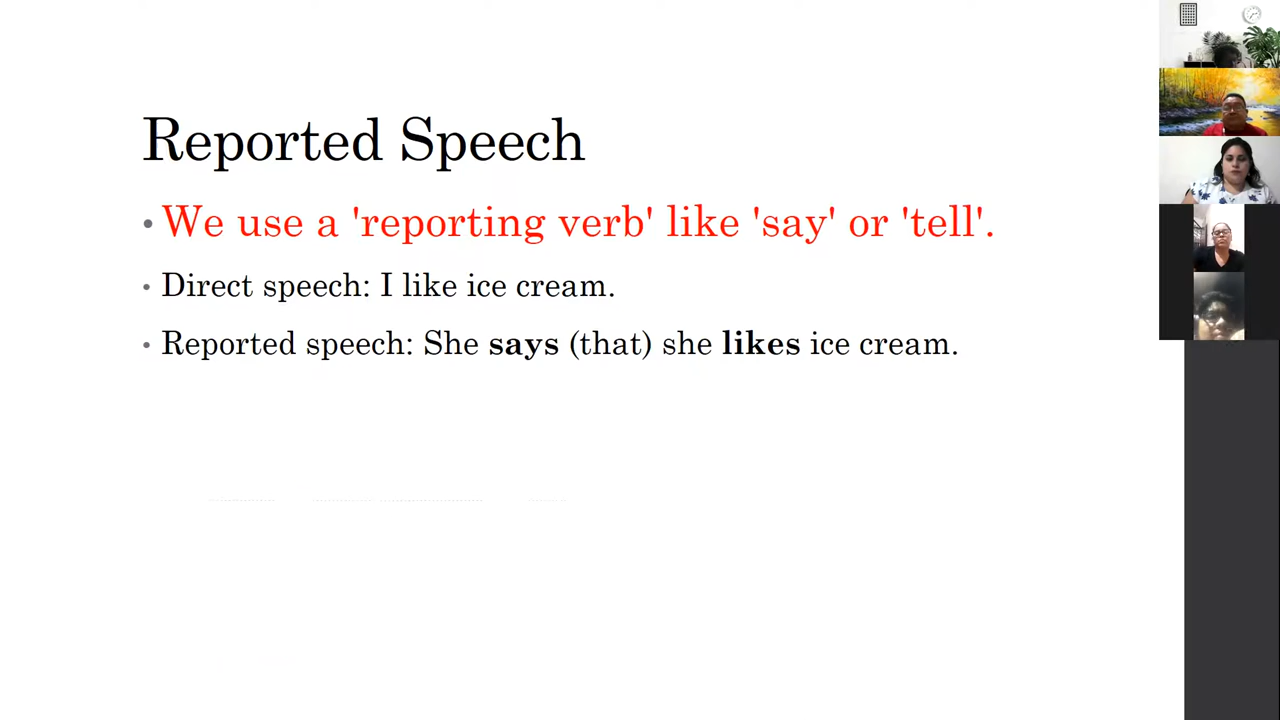 Reported Speech
• We use a 'reporting verb' like 'say' or 'tell'.
• Direct speech: I like ice cream.
• Reported speech: She says (that) she likes ice cream.